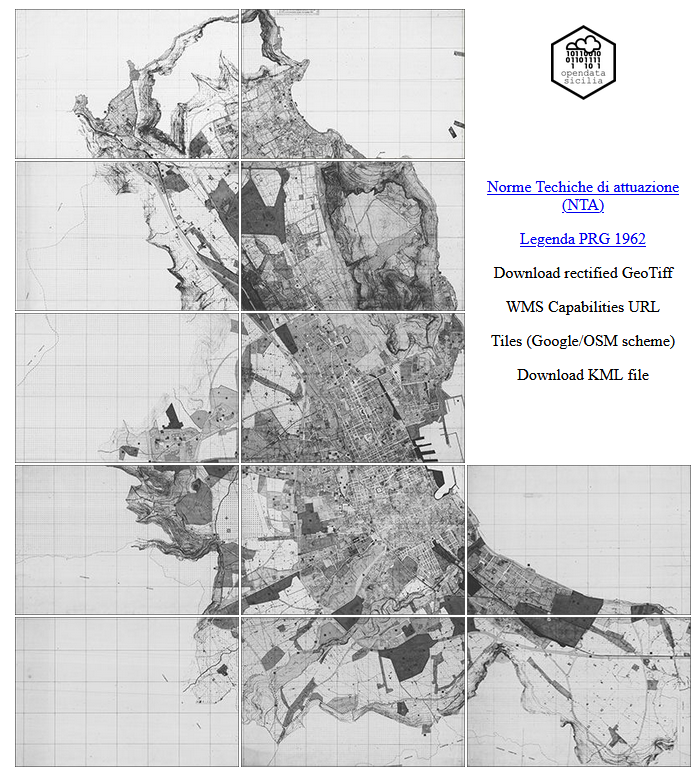 10110010
01101111
1 10 1
opendata
sicilia
Norme Techiche di attuazione
(NTA)
Legenda PRG 1962
Download rectified GeoTiff
WMS Capabilities URL
Tiles (Google/OSM scheme)
Download KML file